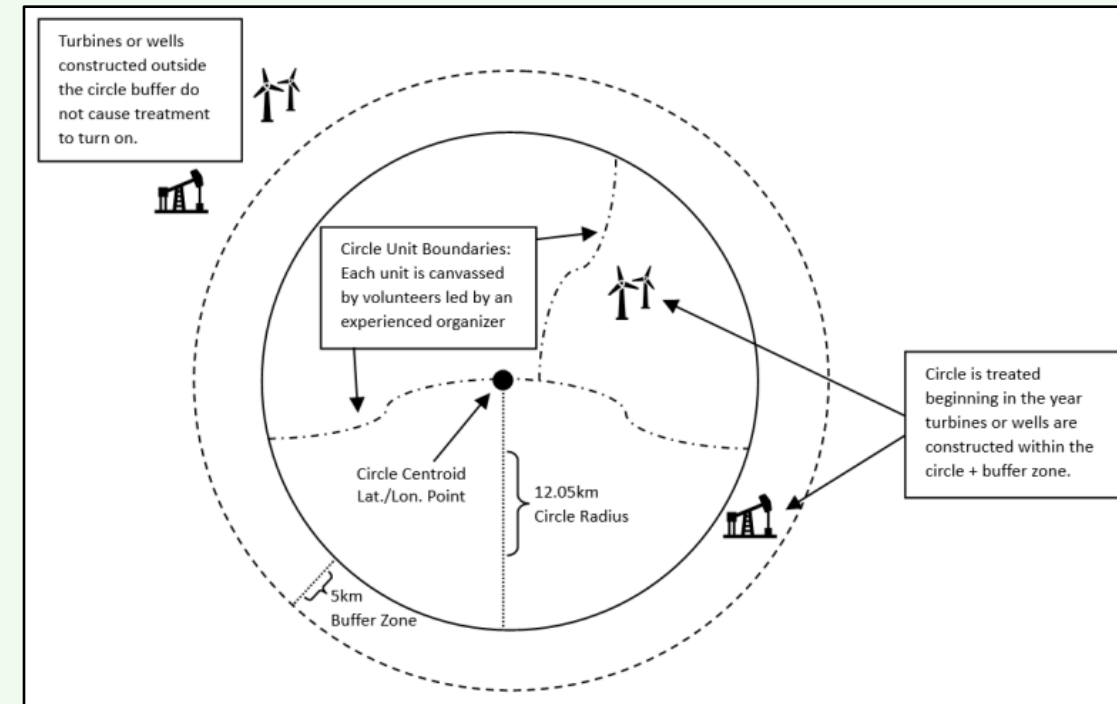 Turbines or wells
constructed outside
the circle buffer do
not cause treatment
to turn on.
Circle Unit Boundaries:
Each unit is canvassed
by volunteers led by an
experienced organizer
Circle is treated
beginning in the year
turbines or wells are
constructed within the
circle + buffer zone.
Circle Centroid
Lat./Lon. Point
12.05km
Circle Radius
5km
Buffer Zone